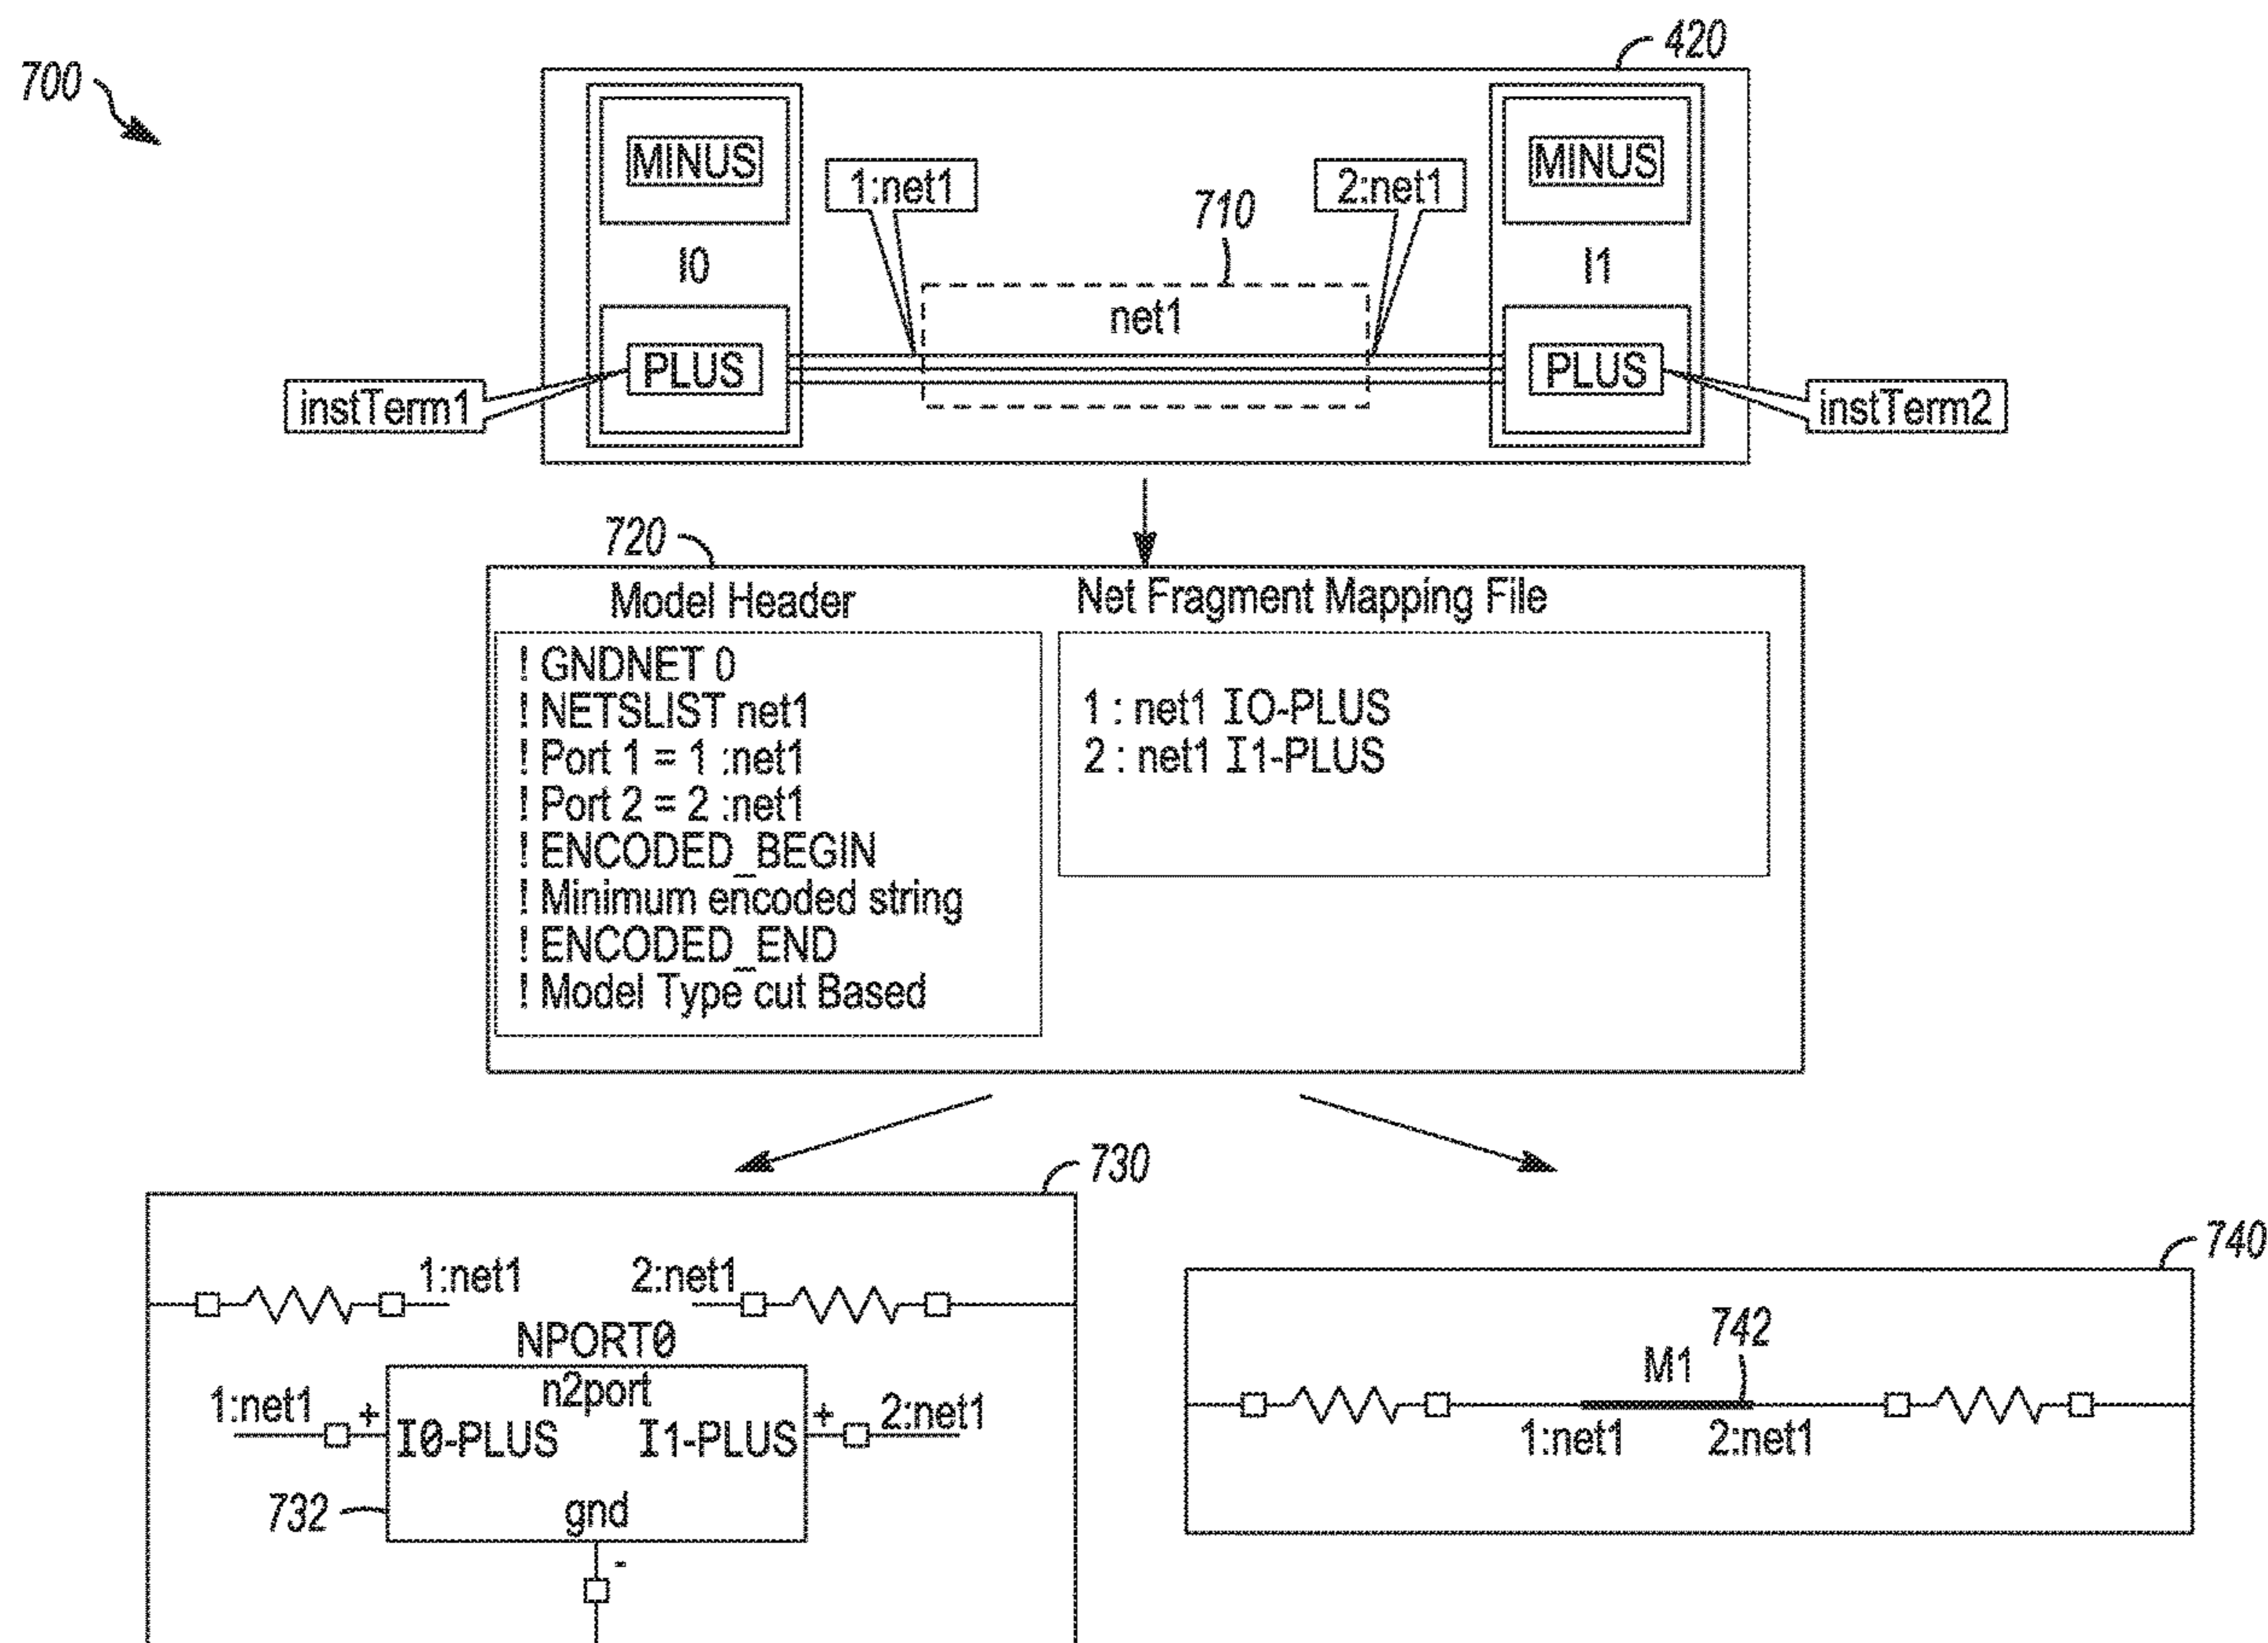 700
420
MINUS
MINUS
1:net1
2:net1
710
I0
I1
net1
PLUS
PLUS
instTerm1
instTerm2
720
Model Header
! GNDNET 0
! NETSLIST net1
! Port 1 = 1 :net1
! Port 2 = 2 :net1
! ENCODED_BEGIN
! Minimum encoded string
! ENCODED_END
! Model Type cut Based
Net Fragment Mapping File
1 : net1 IO-PLUS
2 : net1 I1-PLUS
730
1:net1
2:net1
NPORT0
n2port
1:net1
+
I0-PLUS
I1-PLUS
+
2:net1
732
gnd
-
740
742
M1
1:net1
2:net1